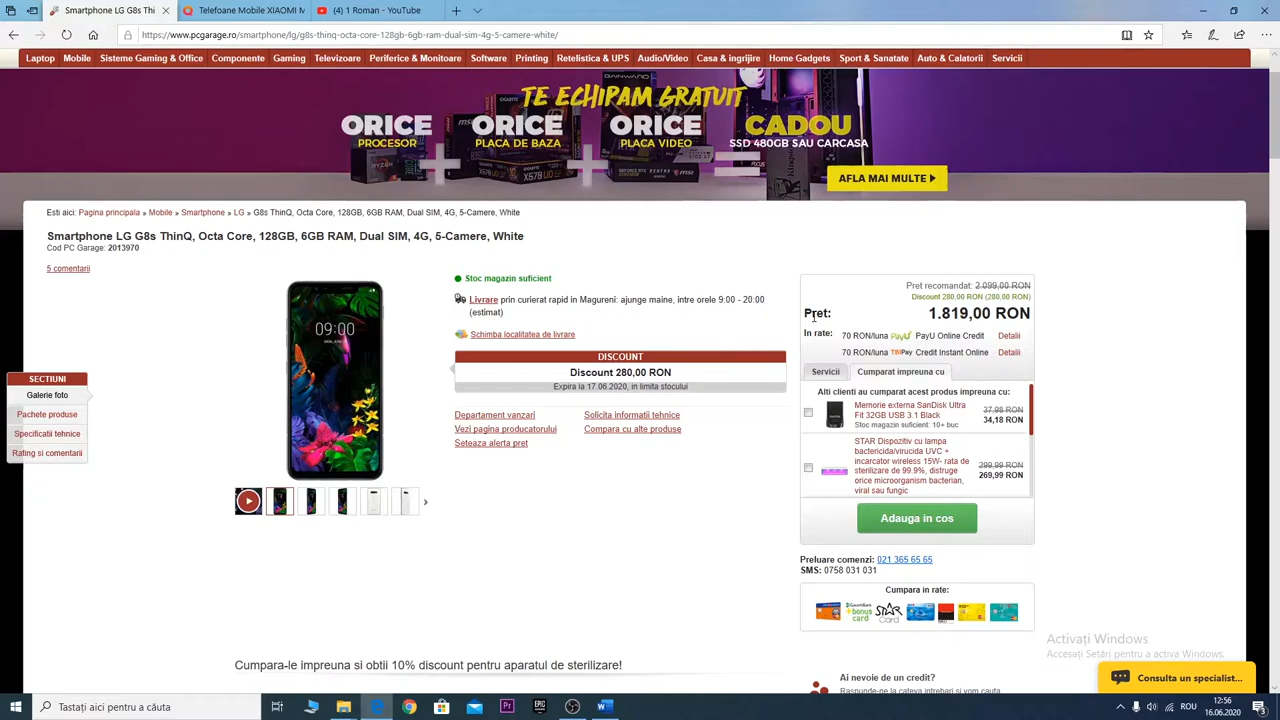 Smartphone LG G8s Thi
Telefoane Mobile XIAOMI M
(4) 1 Roman - YouTube
https://www.pcgarage.ro/smartphone/lg/g8s-thinq-octa-core-128gb-6gb-ram-dual-sim-4g-5-camere-white/
Laptop Mobile Sisteme Gaming & Office Componente Gaming Televizoare Periferice & Monitoare Software Printing Retelistica & UPS Audio/Video Casa & ingrijire Home Gadgets Sport & Sanatate Auto & Calatorii Servicii
TE ECHIPAM GRATUIT
ORICE ORICE ORICE CADOU
PROCESOR PLACA DE BAZA PLACA VIDEO SSD 480GB SAU CARCASA
AFLA MAI MULTE
Esti aici: Pagina principala » Mobile » Smartphone » LG » G8s ThinQ, Octa Core, 128GB, 6GB RAM, Dual SIM, 4G, 5-Camere, White
Smartphone LG G8s ThinQ, Octa Core, 128GB, 6GB RAM, Dual SIM, 4G, 5-Camere, White
Cod PC Garage: 2013970
5 comentarii
09:00
Stoc magazin suficient
Livrare prin curierat rapid in Magureni: ajunge maine, intre orele 9:00 - 20:00
(estimat)
Schimba localitatea de livrare
DISCOUNT
Discount 280,00 RON
Expira la 17.06.2020, in limita stocului
Departament vanzari Solicita informatii tehnice
Vezi pagina producatorului Compara cu alte produse
Seteaza alerta pret
SECTIUNI
Galerie foto
Pachete produse
Specificatii tehnice
Rating si comentarii
Pret recomandat: 2.099,00 RON
Discount 280,00 RON (280,00 RON)
Pret: 1.819,00 RON
In rate: 70 RON/luna PayU PayU Online Credit Detalii
70 RON/luna TBIPay Credit Instant Online Detalii
Servicii Cumparat impreuna cu
Alti clienti au cumparat acest produs impreuna cu:
Memorie externa SanDisk Ultra
Fit 32GB USB 3.1 Black
Stoc magazin suficient: 10+ buc
37,98 RON
34,18 RON
STAR Dispozitiv cu lampa
bactericida/virucida UVC +
incarcator wireless 15W- rata de
sterilizare de 99.9%, distruge
orice microorganism bacterian,
viral sau fungic
299,99 RON
269,99 RON
Adauga in cos
Preluare comenzi: 021 365 65 65
SMS: 0758 031 031
Cumpara in rate:
Cumpara-le impreuna si obtii 10% discount pentru aparatul de sterilizare!
Ai nevoie de un credit?
Raspunde-ne la cateva intrebari si vom cauta
Activați Windows
Accesați Setări pentru a activa Windows.
Consulta un specialist...
Tastați aici pentru a căuta
ROU
12:56
16.06.2020